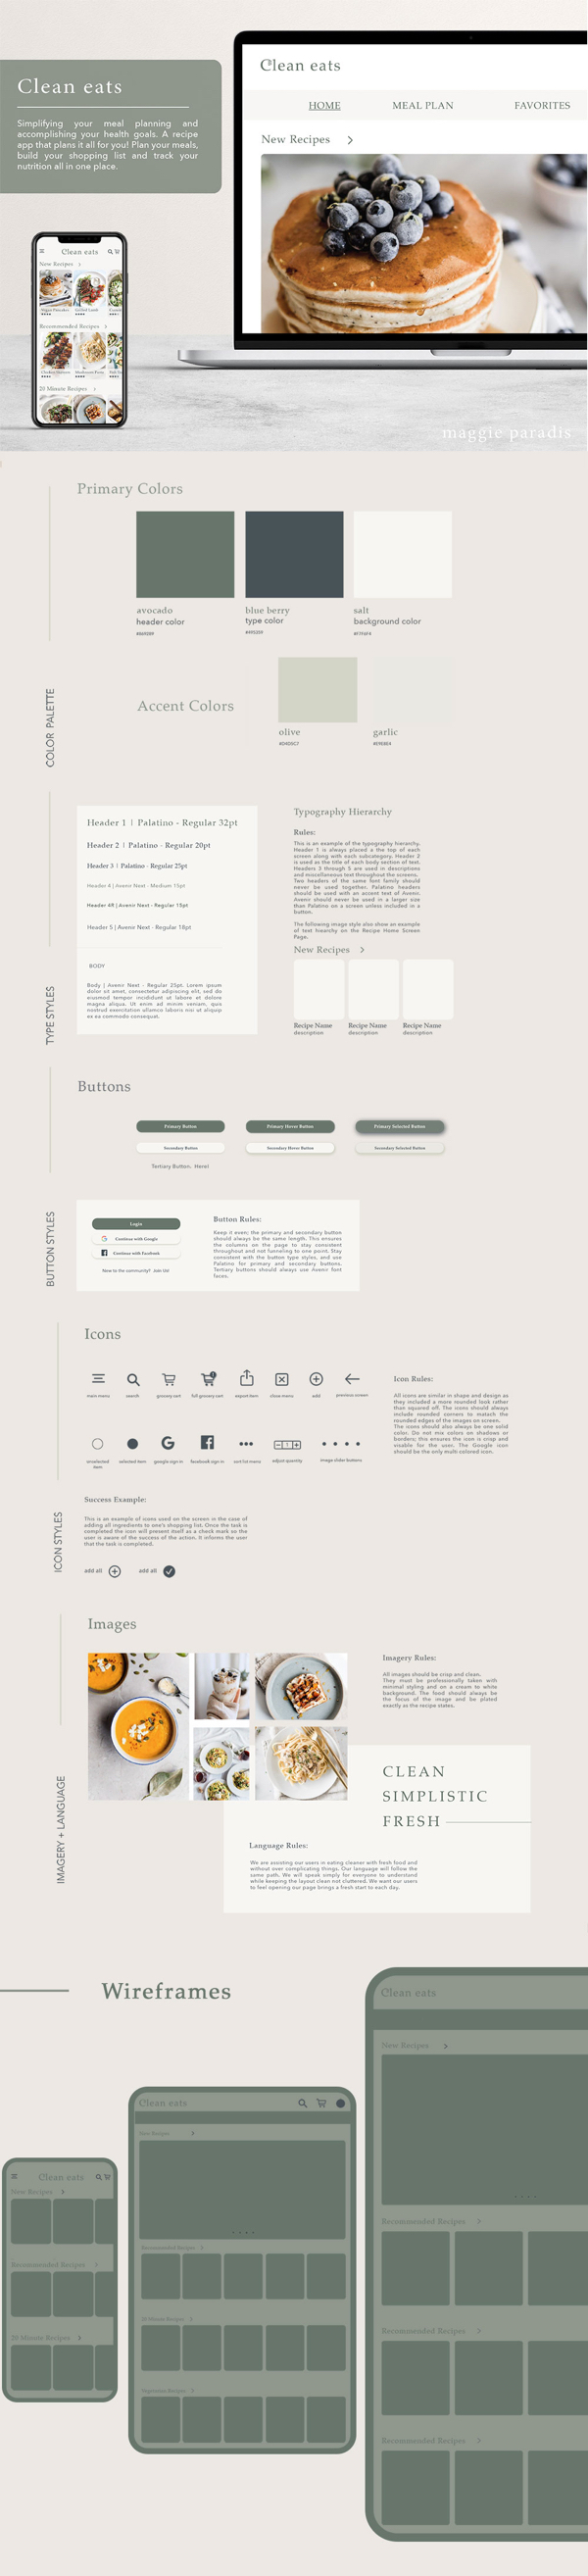 Clean eats
Simplifying your meal planning and
accomplishing your health goals. A recipe
app that plans it all for you! Plan your meals,
build your shopping list and track your
nutrition all in one place.
Clean eats
HOME MEAL PLAN FAVORITES
New Recipes
Clean eats
New Recipes
Vegan Pancakes Grilled Lamb
Recommended Recipes
20 Minute Recipes
maggie paradis
Primary Colors
avocado
header color
blue berry
type color
salt
background color
COLOR PALETTE
Accent Colors
olive
garlic
Header 1 | Palatino - Regular 32pt
Header 2 | Palatino - Regular 20pt
Header 3 | Palatino - Regular 25pt
Header 4 | Avenir Next - Medium 15pt
Header 4R | Avenir Next - Regular 15pt
Header 5 | Avenir Next - Regular 18pt
BODY
Body | Avenir Next - Regular 25pt. Lorem ipsum
dolor sit amet, consectetur adipiscing elit, sed do
eiusmod tempor incididunt ut labore et dolore
magna aliqua. Ut enim ad minim veniam, quis
nostrud exercitation ullamco laboris nisi ut aliquip
ex ea commodo consequat.
TYPE STYLES
Typography Hierarchy
Rules:
This is an example of the typography hierarchy.
Header 1 is always placed a the top of each
screen along with each subcategory. Header 2
is used as the title of each body section of text.
Headers 3 through 5 are used in descriptions
and miscellaneous text throughout the screens.
Two headers of the same font family should
never be used together. Palatino headers
should be used with an accent text of Avenir.
Avenir should never be used in a larger size
than Palatino on a screen unless included in a
button.
The following image style also show an example
of text hierarchy on the Recipe Home Screen
Page.
New Recipes
Recipe Name
description
Recipe Name
description
Recipe Name
description
Buttons
Primary Button
Primary Hover Button
Primary Selected Button
Secondary Button
Secondary Hover Button
Secondary Selected Button
Tertiary Button. Here!
BUTTON STYLES
Login
Continue with Google
Continue with Facebook
New to the community? Join Us!
Button Rules:
Keep it even; the primary and secondary button
should always be the same length. This ensures
the columns on the page to stay consistent
throughout and not funneling to one point. Stay
consistent with the button type styles, and use
Palatino for primary and secondary buttons.
Tertiary buttons should always use Avenir font
faces.
Icons
main menu
search
grocery cart
full grocery cart
export item
close menu
add
previous screen
unselected
item
selected item
google sign in
facebook sign in
sort list menu
adjust quantity
image slider buttons
Icon Rules:
All icons are similar in shape and design as
they included a more rounded look rather
than squared off. The icons should always
include rounded corners to match the
rounded edges of the images on screen.
The icons should also always be one solid
color. Do not mix colors on shadows or
borders; this ensures the icon is crisp and
visable for the user. The Google icon
should be the only multi colored icon.
ICON STYLES
Success Example:
This is an example of icons used on the screen in the case of
adding all ingredients to one's shopping list. Once the task is
completed the icon will present itself as a check mark so the
user is aware of the success of the action. It informs the user
that the task is completed.
add all
add all
Images
Imagery Rules:
All images should be crisp and clean.
They must be professionally taken with
minimal styling and on a cream to white
background. The food should always be
the focus of the image and be plated
exactly as the recipe states.
IMAGERY + LANGUAGE
CLEAN
SIMPLISTIC
FRESH
Language Rules:
We are assisting our users in eating cleaner with fresh food and
without over complicating things. Our language will follow the
same path. We will speak simply for everyone to understand
while keeping the layout clean not cluttered. We want our users
to feel opening our page brings a fresh start to each day.
Wireframes
Clean eats
New Recipes
Recommended Recipes
20 Minute Recipes
Clean eats
New Recipes
Recommended Recipes
20 Minute Recipes
Vegetarian Recipes
Clean eats
New Recipes
Recommended Recipes
Recommended Recipes
Recommended Recipes